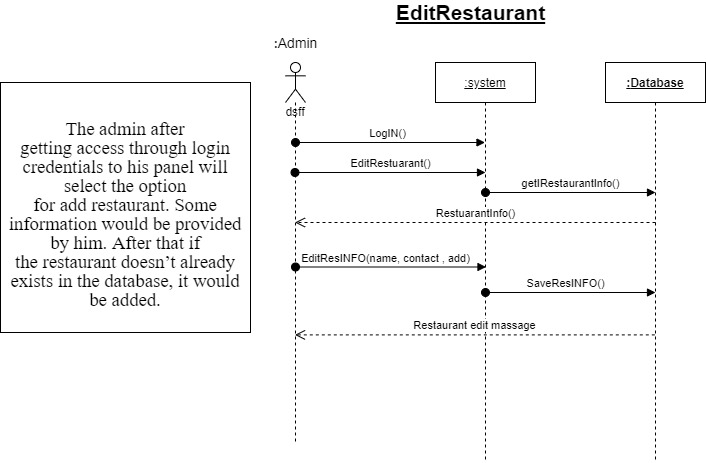 EditRestaurant
:Admin
dsff
:system
:Database
The admin after
getting access through login
credentials to his panel will
select the option
for add restaurant. Some
information would be provided
by him. After that if
the restaurant doesn't already
exists in the database, it would
be added.
LogIN()
EditRestuarant()
getIRestaurantInfo()
RestuarantInfo()
EditResINFO(name, contact , add)
SaveResINFO()
Restaurant edit massage